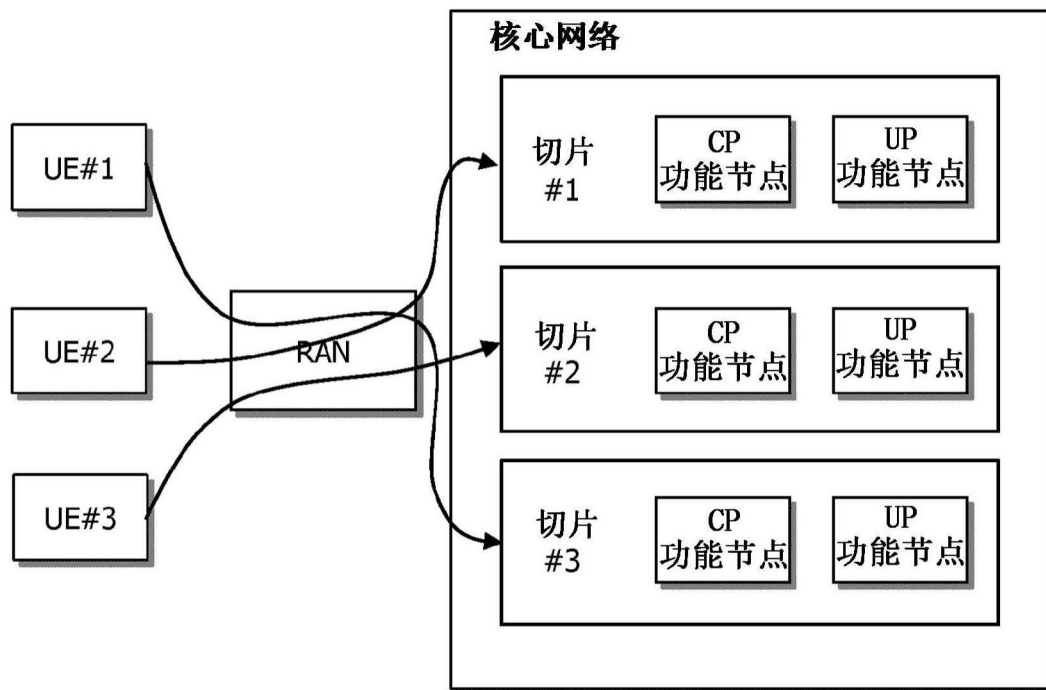 核心网络
UE#1
UE#2
UE#3
RAN
切片
#1
CP
功能节点
UP
功能节点
切片
#2
CP
功能节点
UP
功能节点
切片
#3
CP
功能节点
UP
功能节点